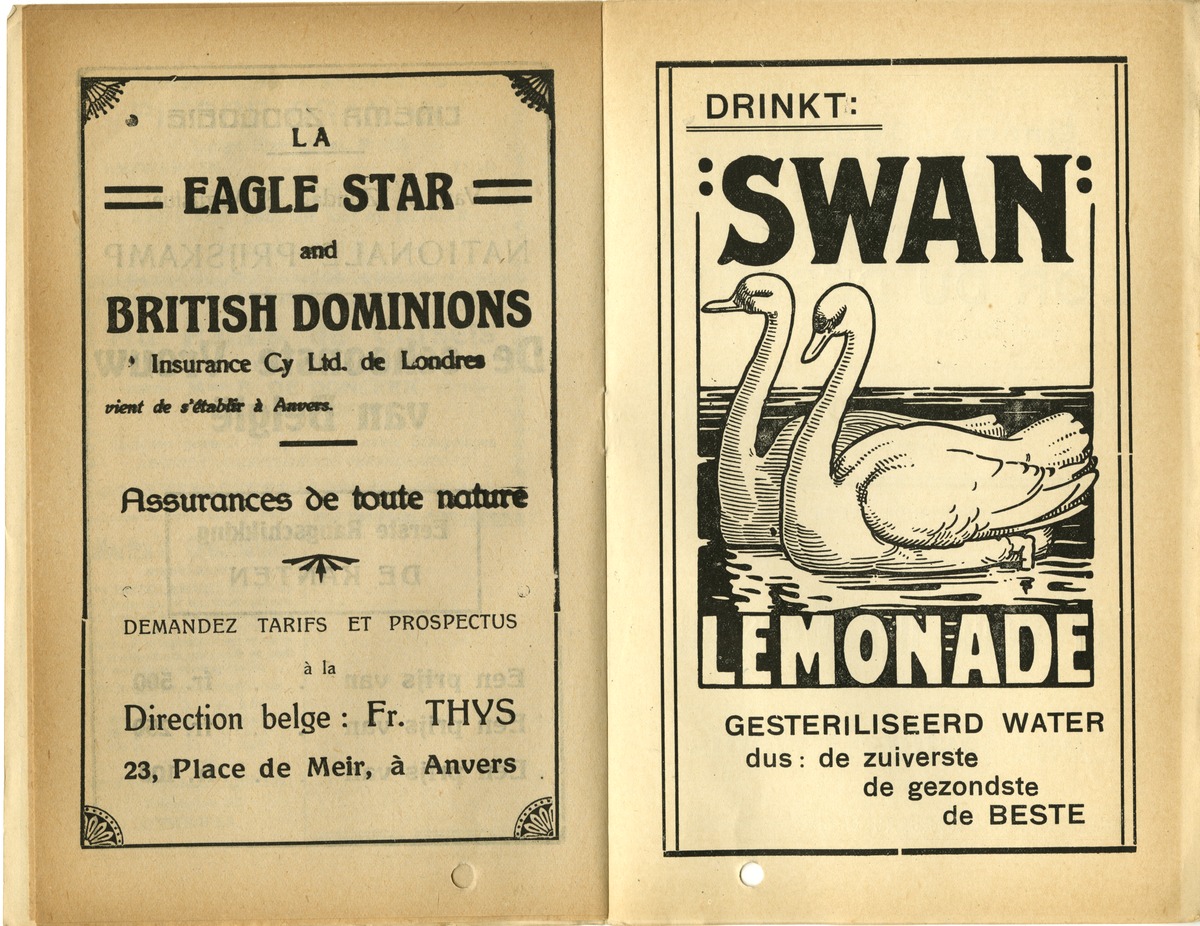 LA
EAGLE STAR
and
BRITISH DOMINIONS
Insurance Cy Ltd. de Londres
vient de s'établir à Anvers.
Assurances de toute nature
DEMANDEZ TARIFS ET PROSPECTUS
à la
Direction belge : Fr. THYS
23, Place de Meir, à Anvers
DRINKT:
:SWAN:
LEMONADE
GESTERILISEERD WATER
dus : de zuiverste
de gezondste
de BESTE